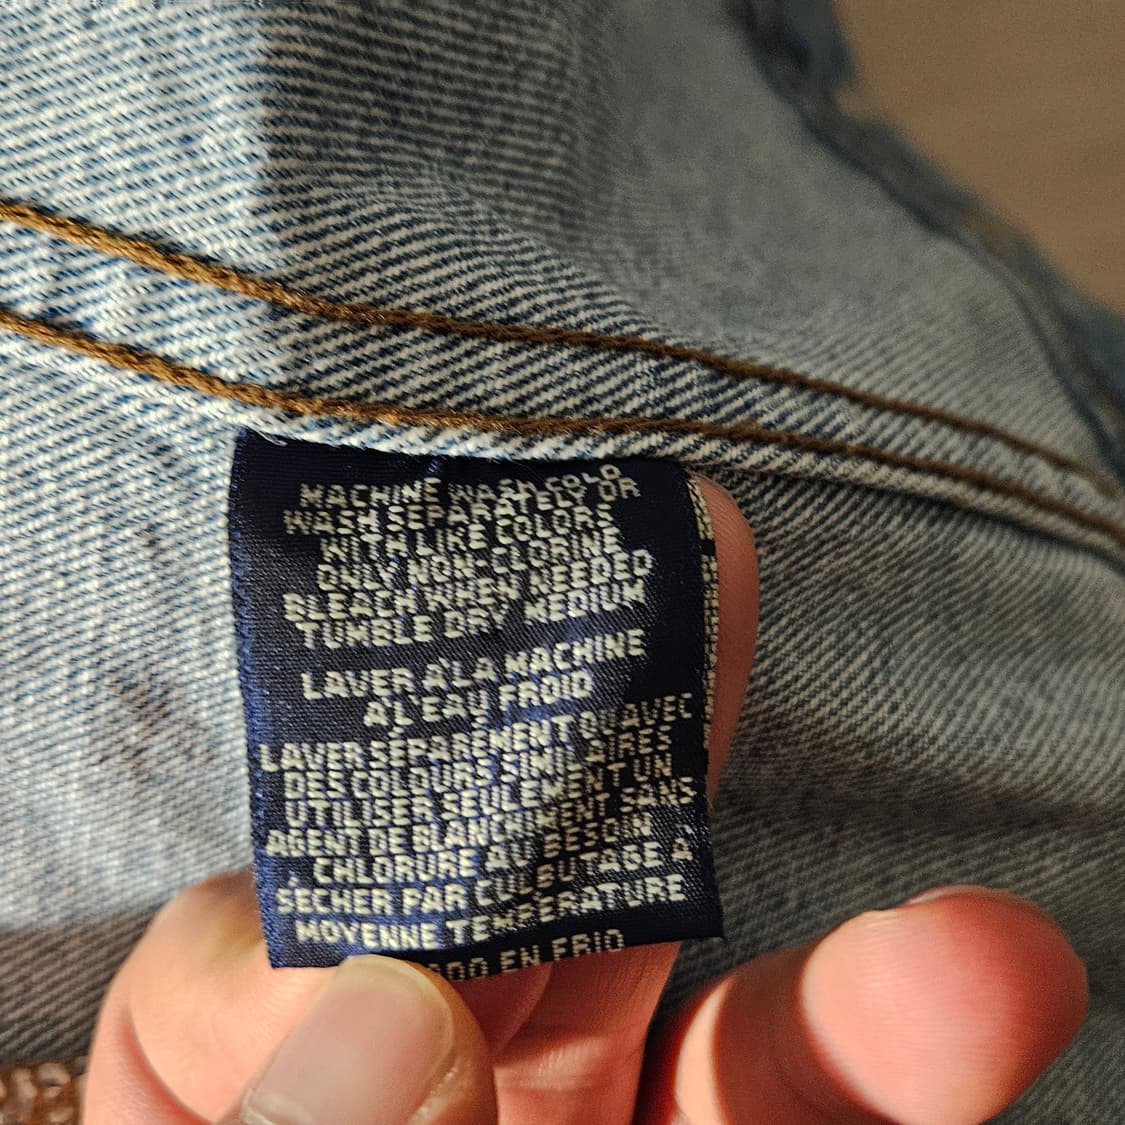 MACHINE WASH COLD
WASH SEPARATELY OR
WITH LIKE COLORS
ONLY NON-CHLORINE
BLEACH WHEN NEEDED
TUMBLE DRY MEDIUM
LAVER À LA MACHINE
À L'EAU FROID
LAVER SÉPARÉMENT OU AVEC
DES COLOURS SIMILAIRES
UTILISER SEULEMENT UN
AGENT DE BLANCHIMENT SANS
CHLORURE AU BESOIN
SÉCHER PAR CULBUTAGE À
MOYENNE TEMPERATURE
EN FRIO